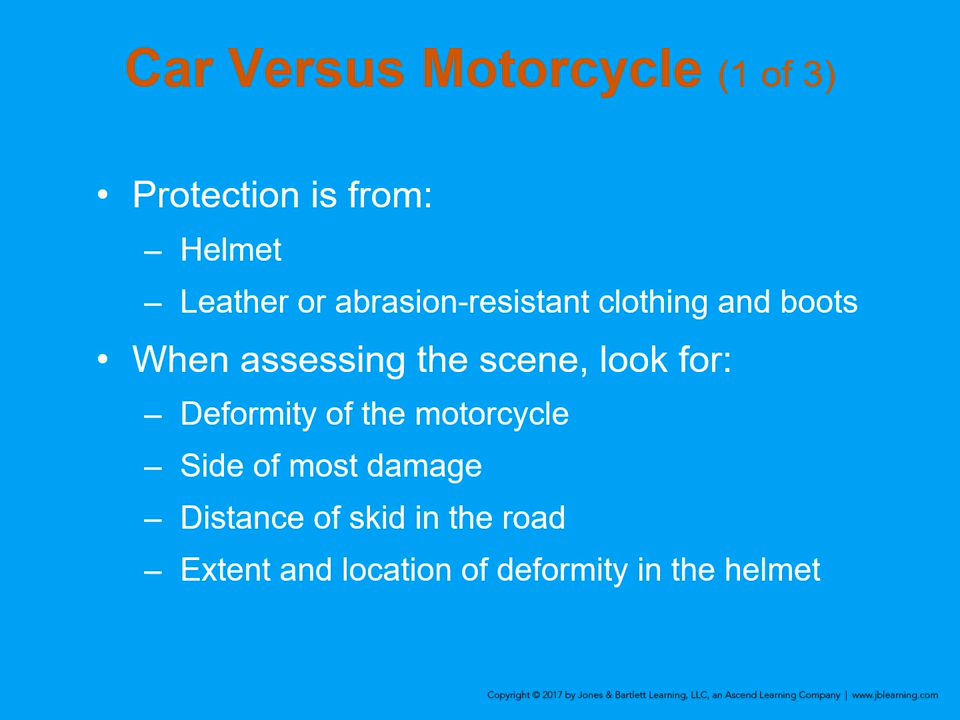 Car Versus Motorcycle (1 of 3)
• Protection is from:
– Helmet
– Leather or abrasion-resistant clothing and boots
• When assessing the scene, look for:
– Deformity of the motorcycle
– Side of most damage
– Distance of skid in the road
– Extent and location of deformity in the helmet
Copyright © 2017 by Jones & Bartlett Learning, LLC, an Ascend Learning Company | www.jblearning.com